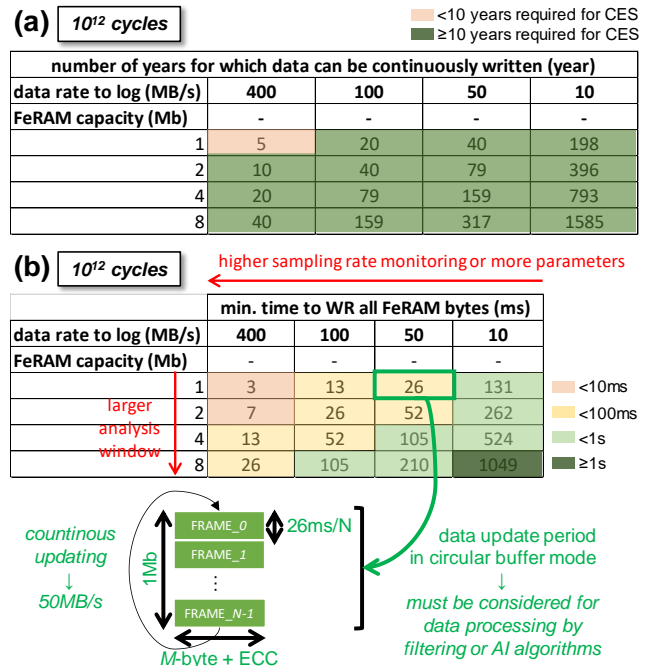 (a) 10¹² cycles
<10 years required for CES
≥10 years required for CES
number of years for which data can be continuously written (year)
data rate to log (MB/s) 400 100 50 10
FeRAM capacity (Mb) - - - -
1 5 20 40 198
2 10 40 79 396
4 20 79 159 793
8 40 159 317 1585
(b) 10¹² cycles
higher sampling rate monitoring or more parameters
min. time to WR all FeRAM bytes (ms)
data rate to log (MB/s) 400 100 50 10
FeRAM capacity (Mb) - - - -
1 3 13 26 131
2 7 26 52 262
4 13 52 105 524
8 26 105 210 1049
larger
analysis
window
<10ms
<100ms
<1s
≥1s
countinous
updating
↓
50MB/s
1Mb
FRAME_0
FRAME_1
⋮
FRAME_N-1
26ms/N
M-byte + ECC
data update period
in circular buffer mode
↓
must be considered for
data processing by
filtering or AI algorithms